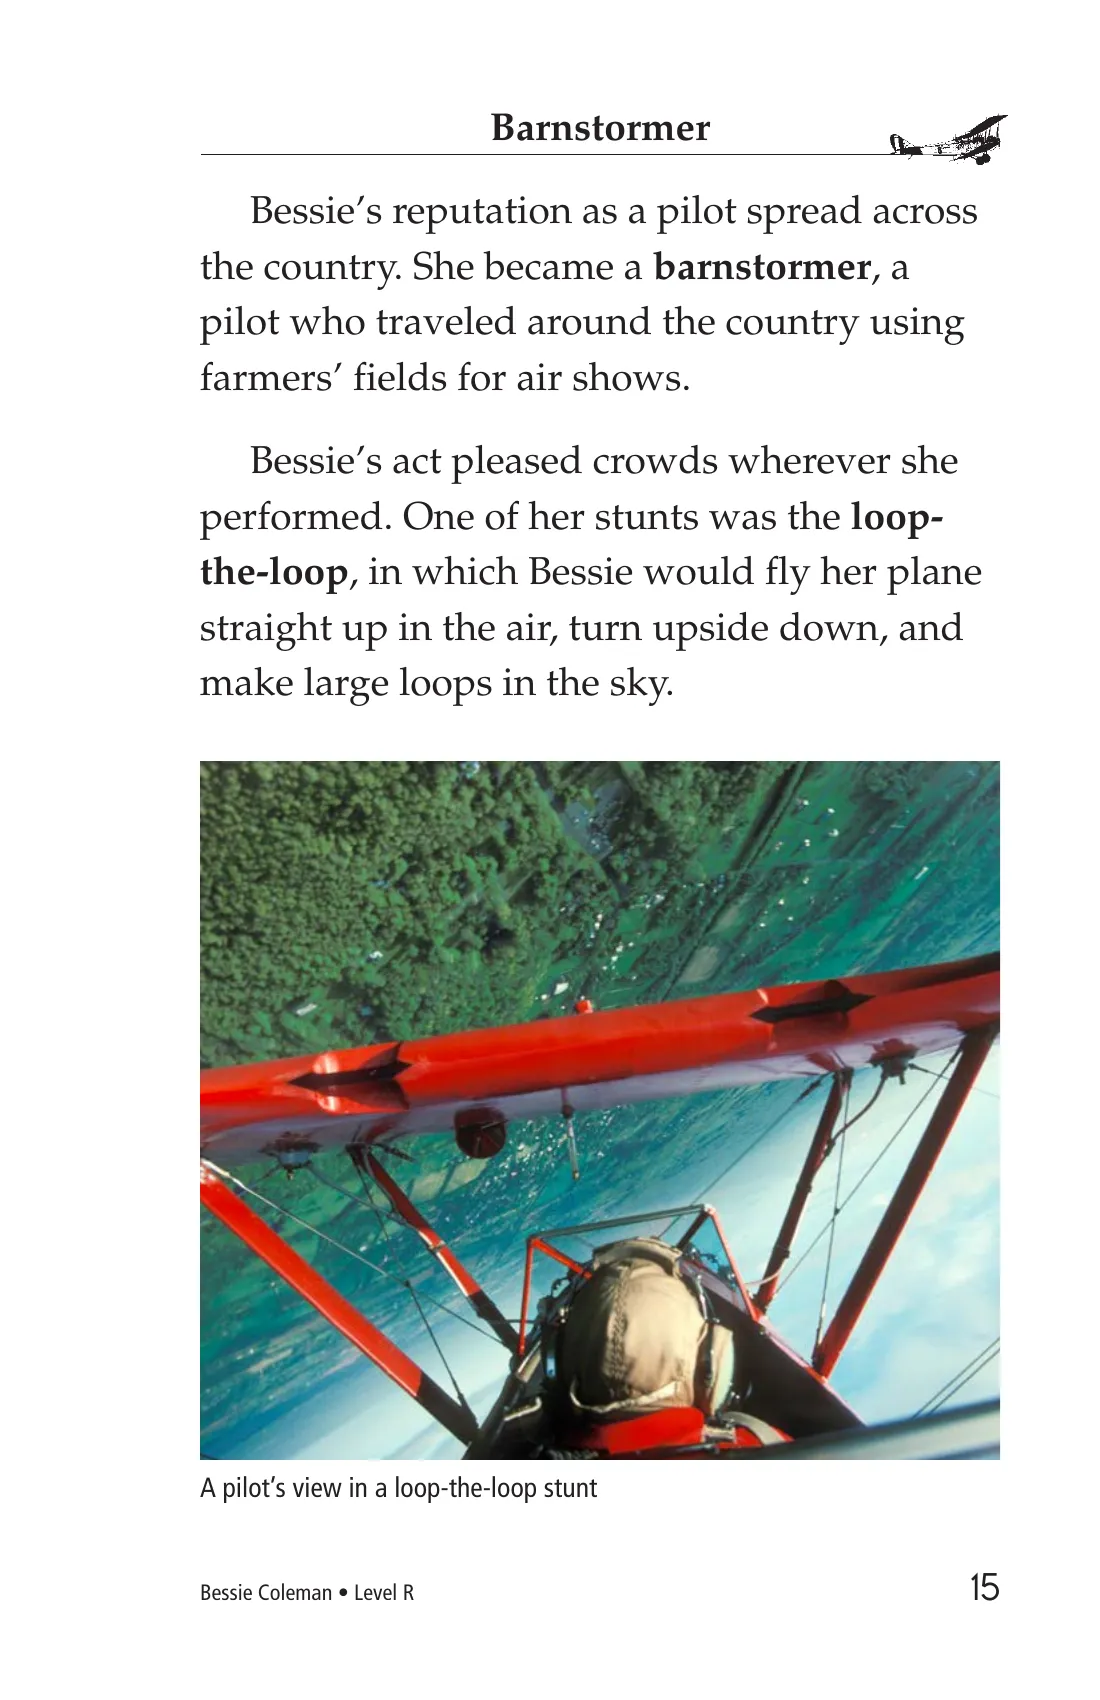 Barnstormer
Bessie’s reputation as a pilot spread across
the country. She became a barnstormer, a
pilot who traveled around the country using
farmers’ fields for air shows.
Bessie’s act pleased crowds wherever she
performed. One of her stunts was the loop-
the-loop, in which Bessie would fly her plane
straight up in the air, turn upside down, and
make large loops in the sky.
A pilot’s view in a loop-the-loop stunt
Bessie Coleman • Level R
15